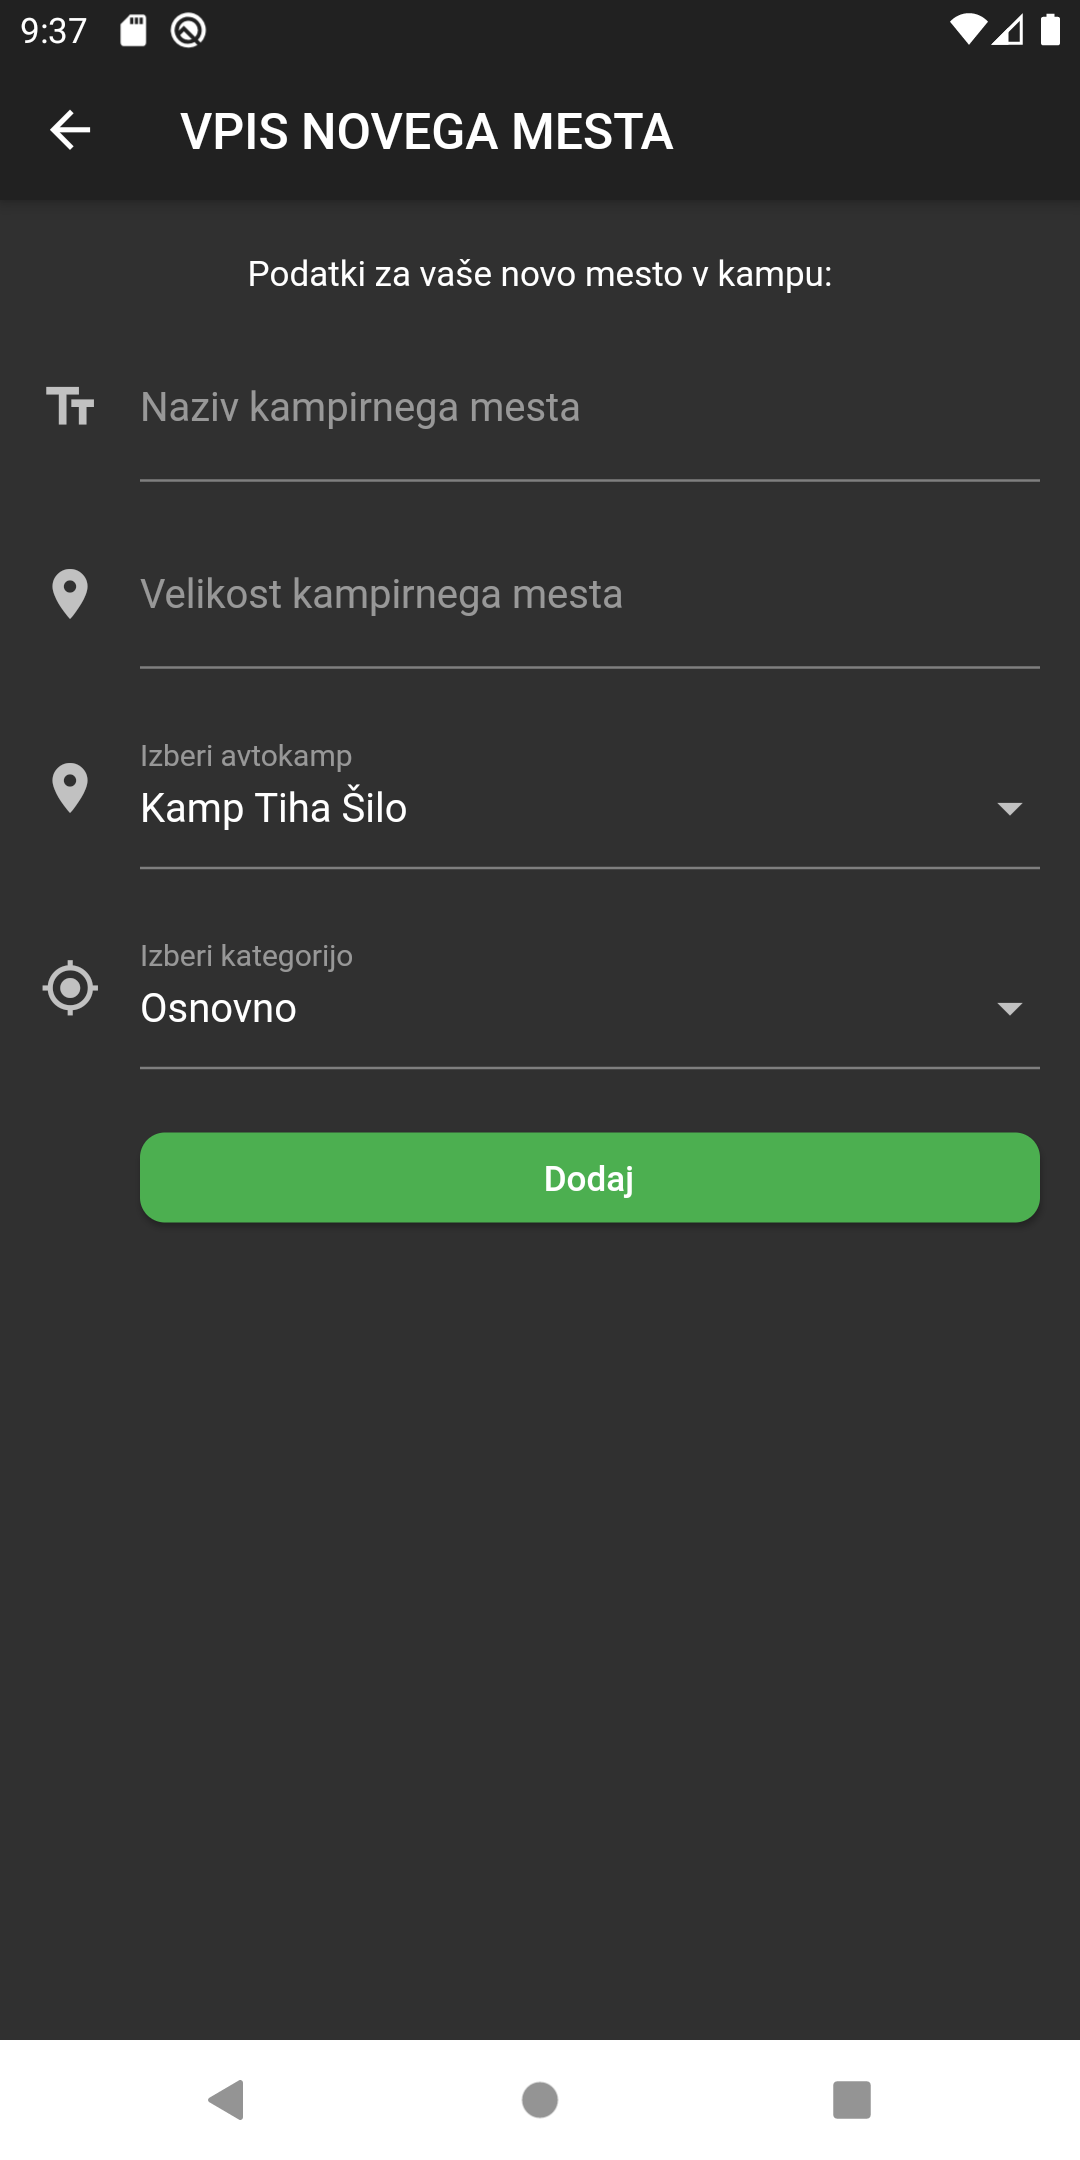 9:37
VPIS NOVEGA MESTA
Podatki za vaše novo mesto v kampu:
Naziv kampirnega mesta
Velikost kampirnega mesta
Izberi avtokamp
Kamp Tiha Šilo
Izberi kategorijo
Osnovno
Dodaj